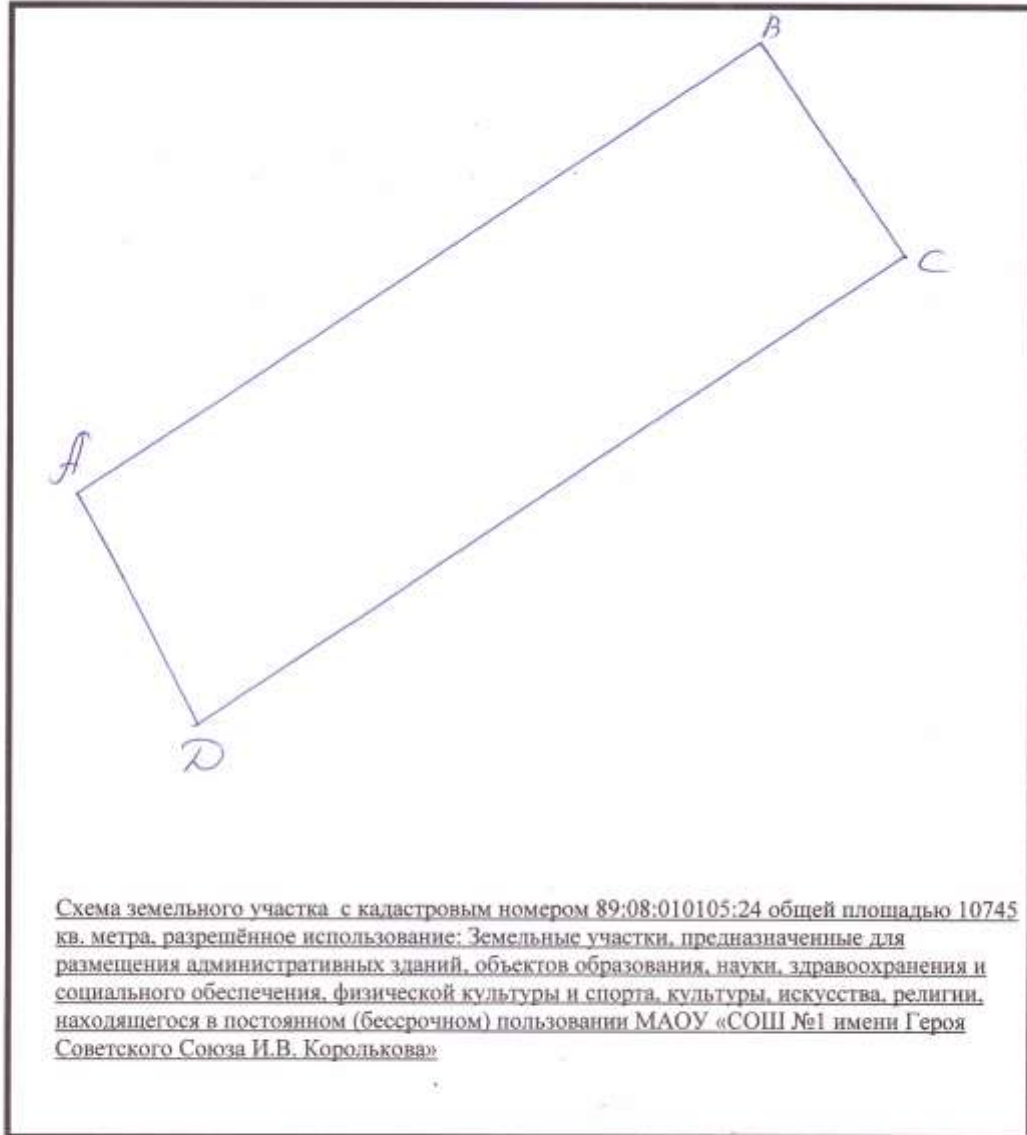 В
С
А
Д
Схема земельного участка с кадастровым номером 89:08:010105:24 общей площадью 10745
кв. метра, разрешённое использование: Земельные участки, предназначенные для
размещения административных зданий, объектов образования, науки, здравоохранения и
социального обеспечения, физической культуры и спорта, культуры, искусства, религии,
находящегося в постоянном (бессрочном) пользовании МАОУ «СОШ №1 имени Героя
Советского Союза И.В. Королькова»